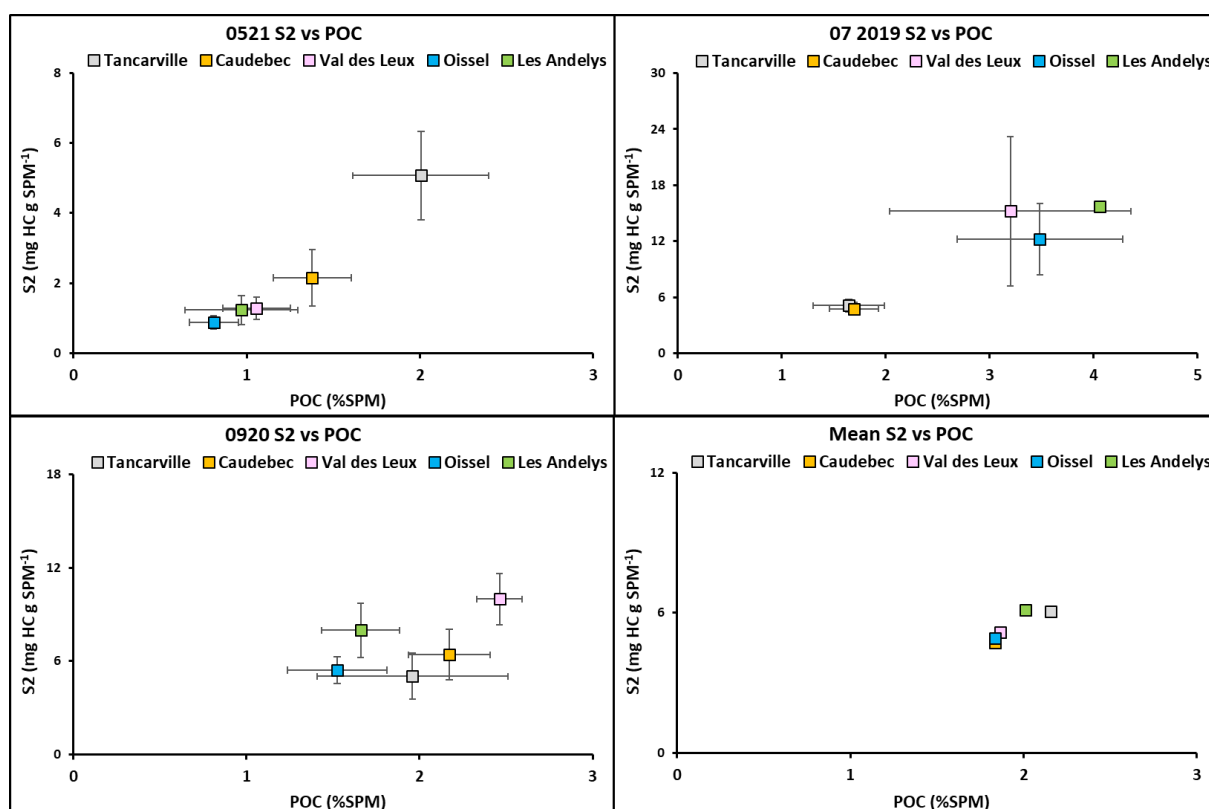 0521 S2 vs POC
Tancarville Caudebec Val des Leux Oissel Les Andelys
8
6
4
2
0
S2 (mg HC g SPM-1)
0 1 2 3
POC (%SPM)
07 2019 S2 vs POC
Tancarville Caudebec Val des Leux Oissel Les Andelys
30
24
18
12
6
0
S2 (mg HC g SPM-1)
0 1 2 3 4 5
POC (%SPM)
0920 S2 vs POC
Tancarville Caudebec Val des Leux Oissel Les Andelys
18
12
6
0
S2 (mg HC g SPM-1)
0 1 2 3
POC (%SPM)
Mean S2 vs POC
Tancarville Caudebec Val des Leux Oissel Les Andelys
12
6
0
S2 (mg HC g SPM-1)
0 1 2 3
POC (%SPM)